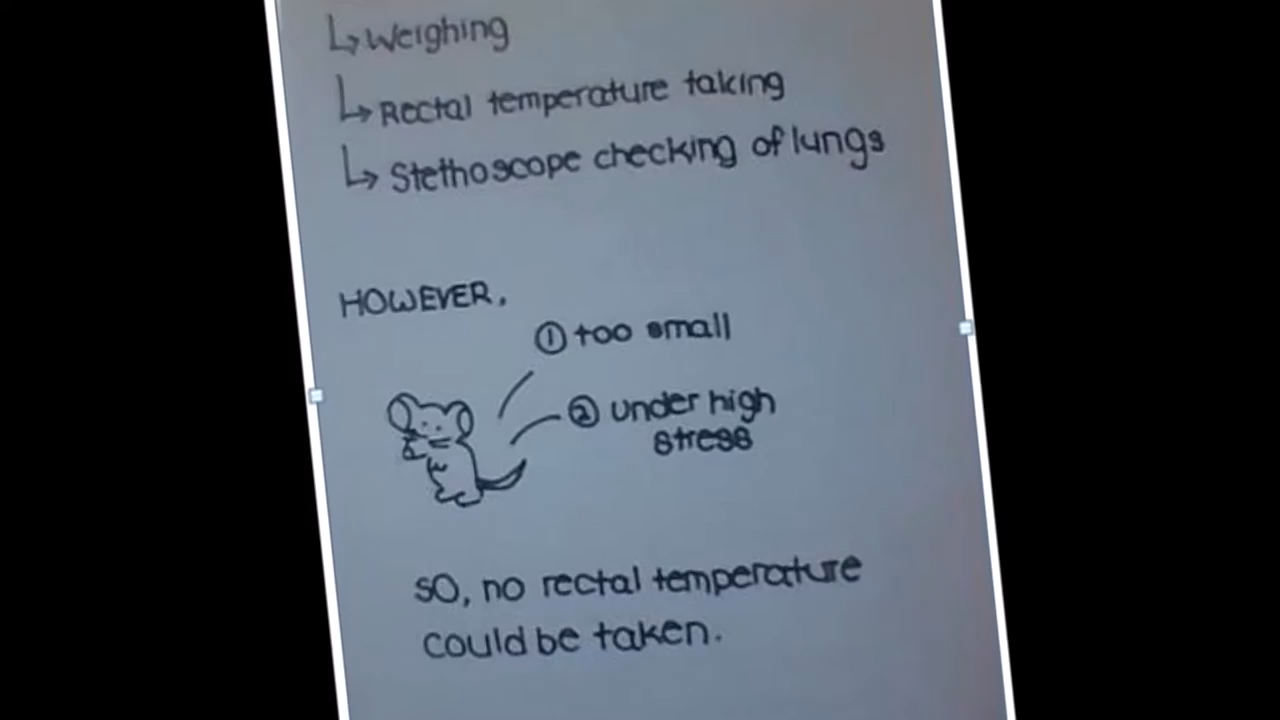 ↳ Weighing
↳ Rectal temperature taking
↳ Stethoscope checking of lungs
HOWEVER,
① too small
② under high
stress
SO, no rectal temperature
could be taken.